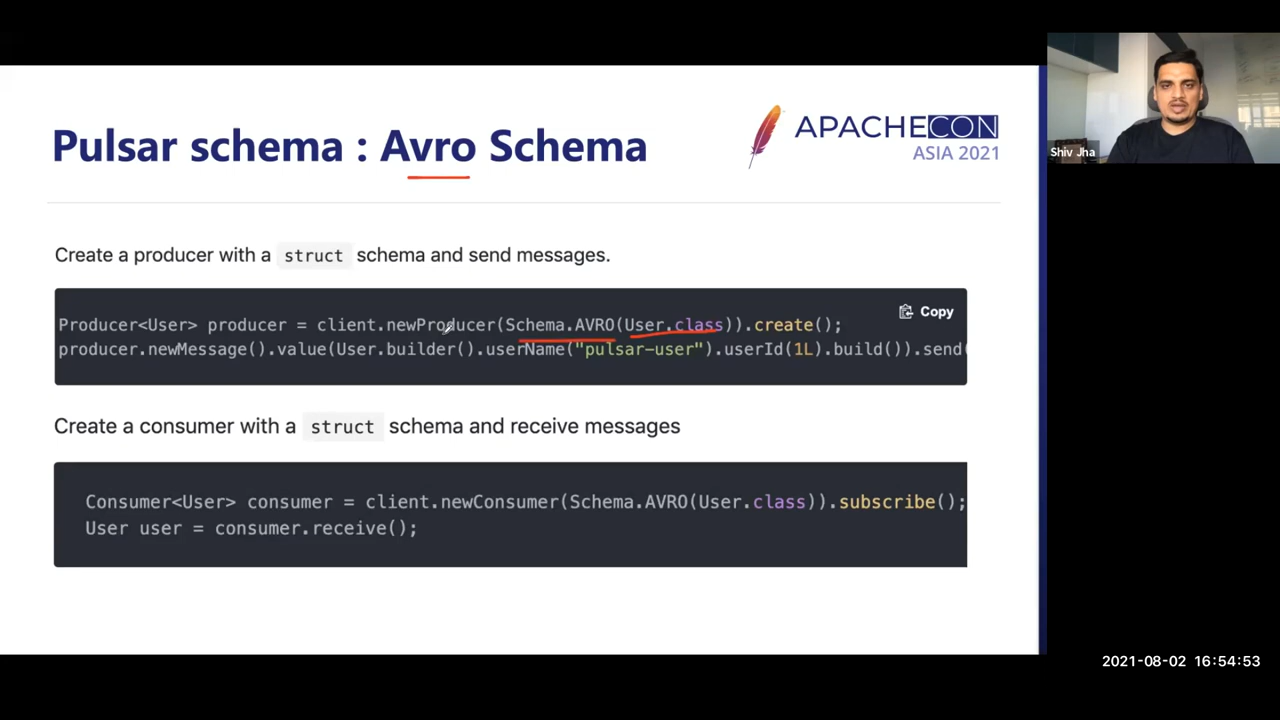 Pulsar schema : Avro Schema
APACHECON
ASIA 2021
Shiv Jha
Create a producer with a struct schema and send messages.
Copy
Producer<User> producer = client.newProducer(Schema.AVRO(User.class)).create();
producer.newMessage().value(User.builder().userName("pulsar-user").userId(1L).build()).send(
Create a consumer with a struct schema and receive messages
Consumer<User> consumer = client.newConsumer(Schema.AVRO(User.class)).subscribe();
User user = consumer.receive();
2021-08-02 16:54:53